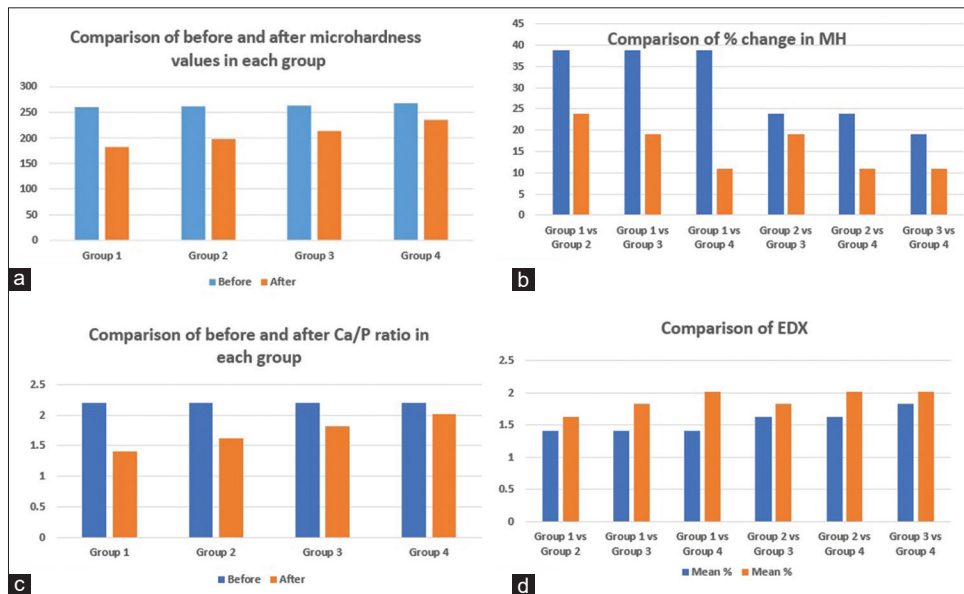 Comparison of before and after microhardness
values in each group
300
250
200
150
100
50
0
Group 1 Group 2 Group 3 Group 4
Before After
a
Comparison of % change in MH
45
40
35
30
25
20
15
10
5
0
Group 1 vs Group 1 vs Group 1 vs Group 2 vs Group 2 vs Group 3 vs
Group 2 Group 3 Group 4 Group 3 Group 4 Group 4
b
Comparison of before and after Ca/P ratio in
each group
2.5
2
1.5
1
0.5
0
Group 1 Group 2 Group 3 Group 4
Before After
c
Comparison of EDX
2.5
2
1.5
1
0.5
0
Group 1 vs Group 1 vs Group 1 vs Group 2 vs Group 2 vs Group 3 vs
Group 2 Group 3 Group 4 Group 3 Group 4 Group 4
Mean % Mean %
d